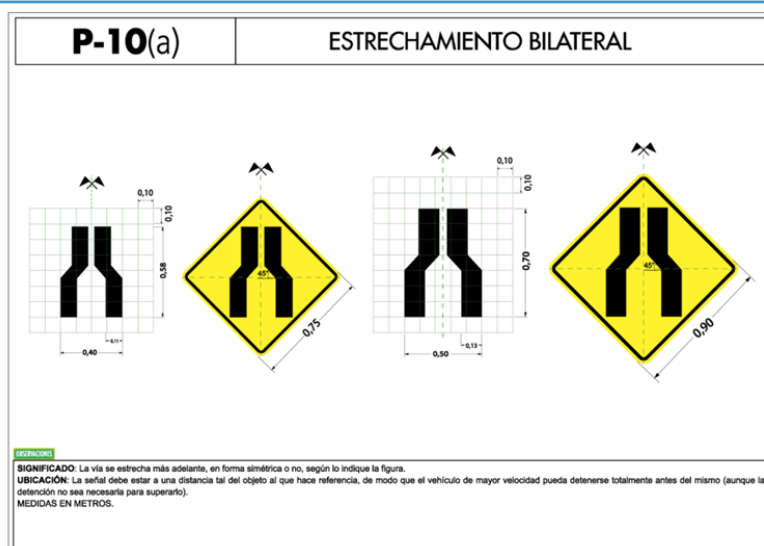 P-10(a)
ESTRECHAMIENTO BILATERAL
0,10
0,10
0,58
0,11
0,40
45°
0,75
0,10
0,10
0,70
0,13
0,50
45°
0,90
OBSERVACIONES
SIGNIFICADO: La vía se estrecha más adelante, en forma simétrica o no, según lo indique la figura.
UBICACIÓN: La señal debe estar a una distancia tal del objeto al que hace referencia, de modo que el vehículo de mayor velocidad pueda detenerse totalmente antes del mismo (aunque la
detención no sea necesaria para superarlo).
MEDIDAS EN METROS.